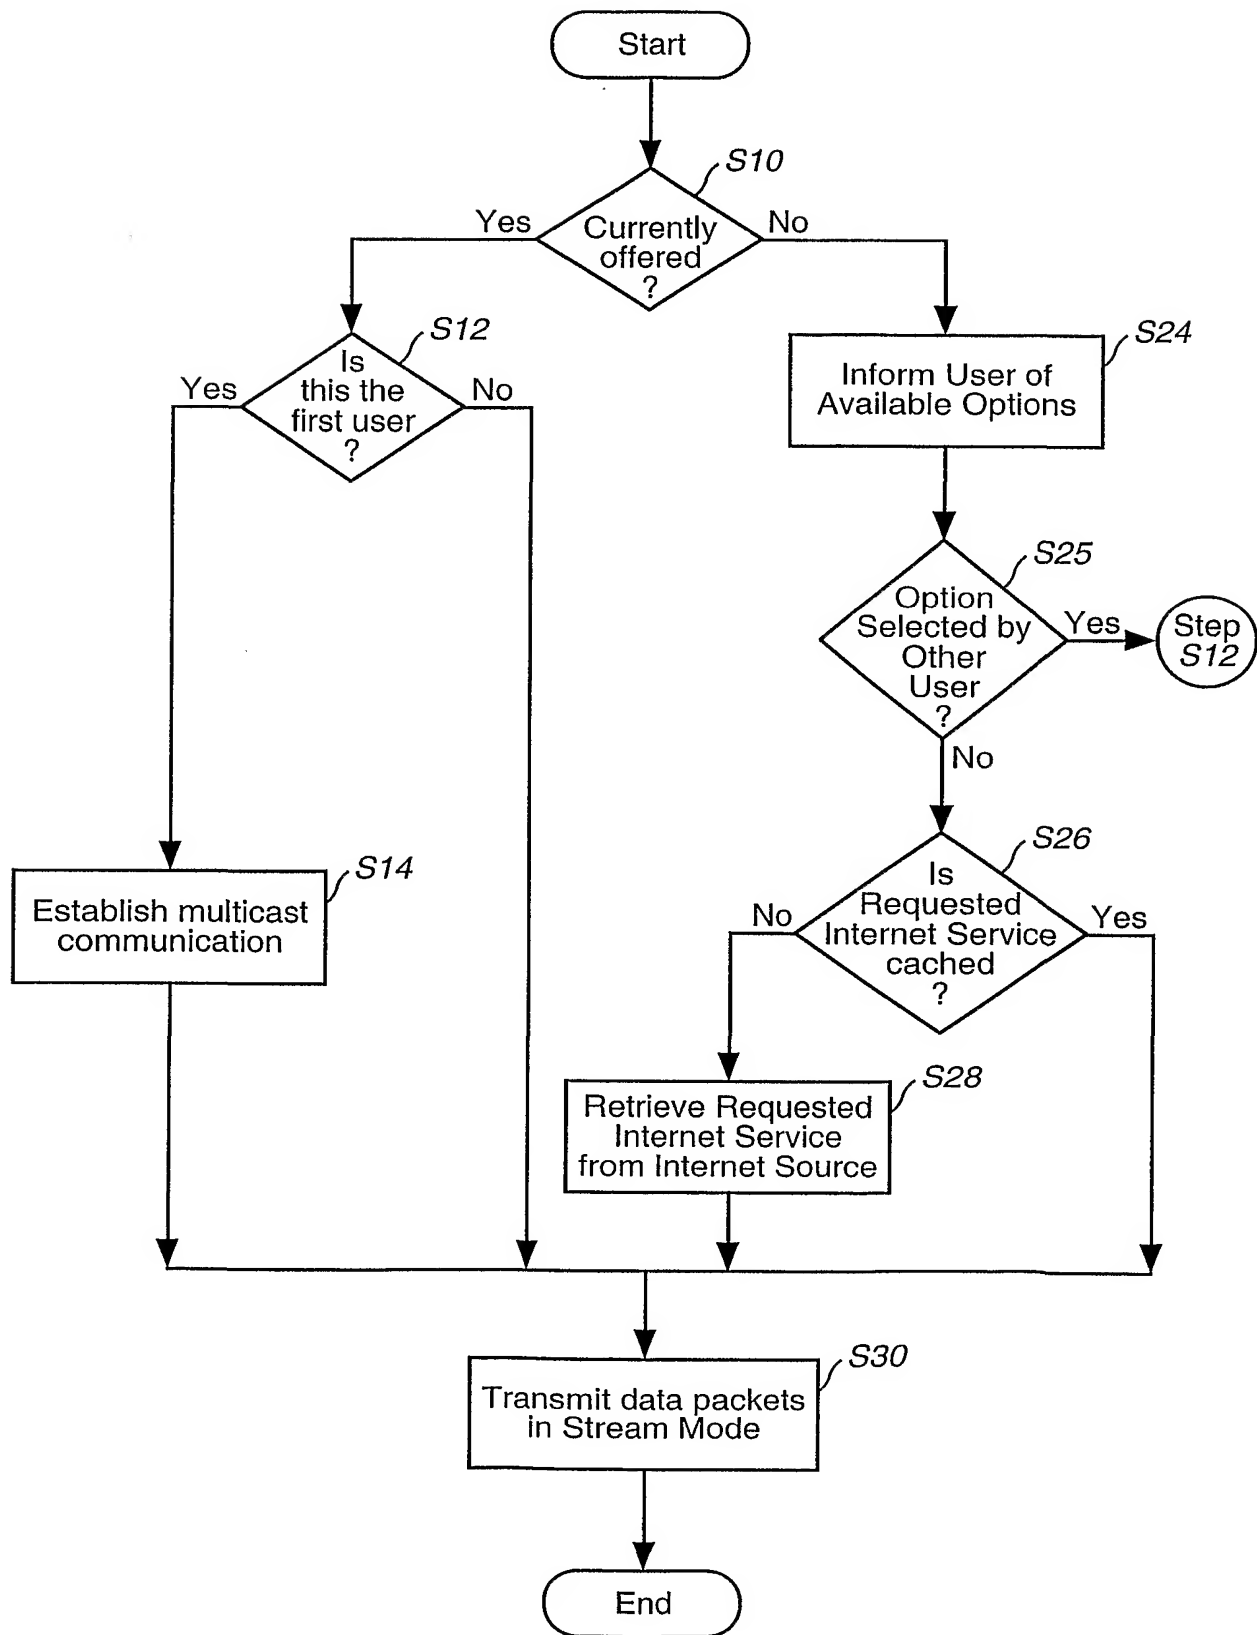 Start
S10
Yes
Currently
offered
?
No
S12
Is
this the
first user
?
Yes
No
S24
Inform User of
Available Options
S25
Option
Selected by
Other
User
?
Yes
Step
S12
No
S26
Is
Requested
Internet Service
cached
?
No
Yes
S14
Establish multicast
communication
S28
Retrieve Requested
Internet Service
from Internet Source
S30
Transmit data packets
in Stream Mode
End